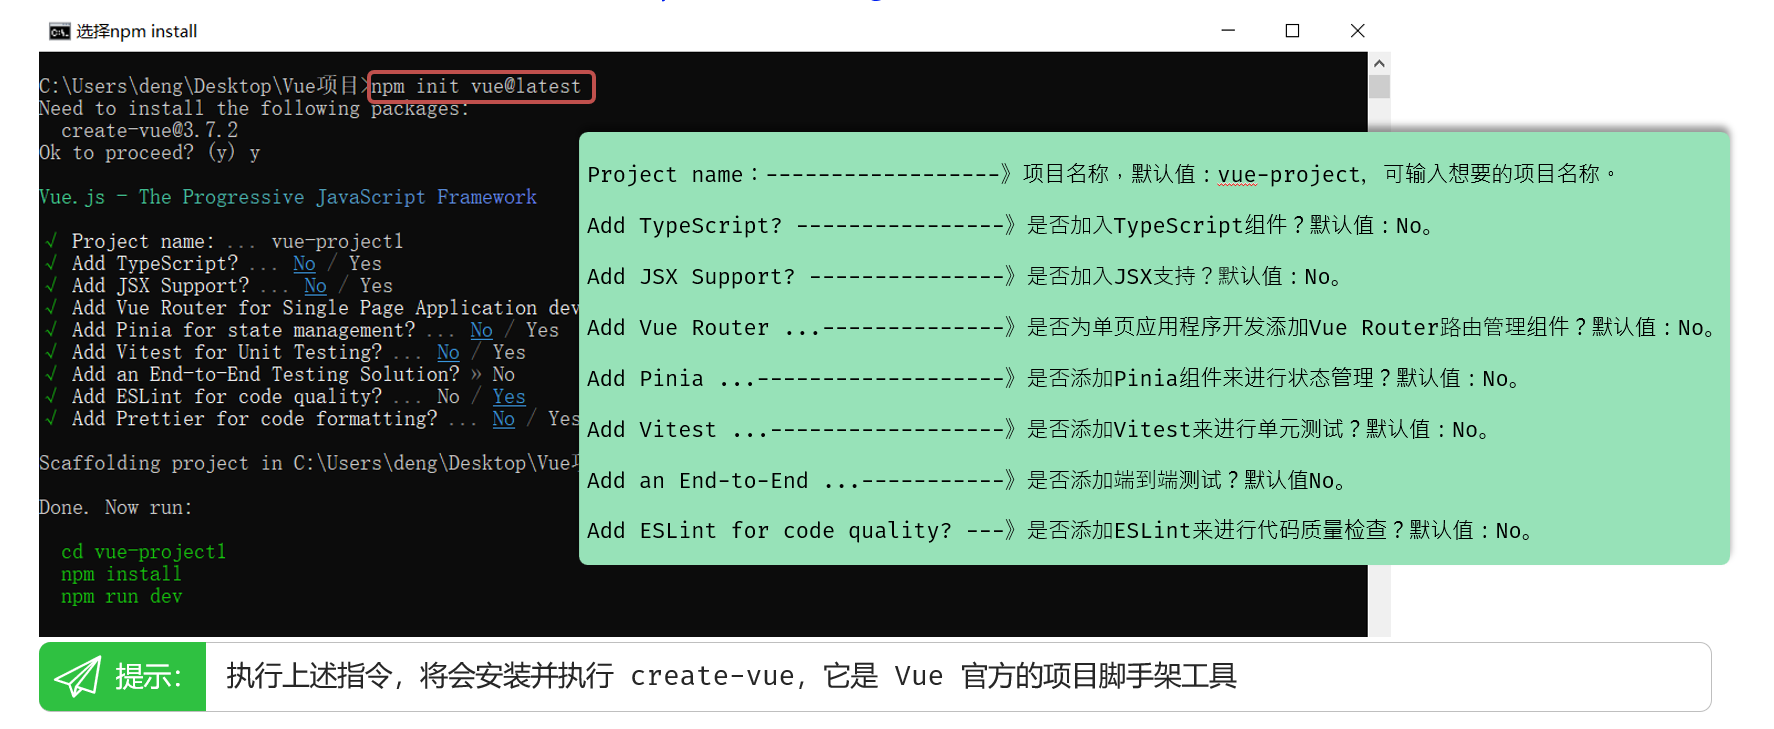 选择npm install
C:\Users\deng\Desktop\Vue项目>npm init vue@latest
Need to install the following packages:
create-vue@3.7.2
Ok to proceed? (y) y
Vue.js - The Progressive JavaScript Framework
√ Project name: ... vue-project1
√ Add TypeScript? ... No / Yes
√ Add JSX Support? ... No / Yes
√ Add Vue Router for Single Page Application dev
√ Add Pinia for state management? ... No / Yes
√ Add Vitest for Unit Testing? ... No / Yes
√ Add an End-to-End Testing Solution? » No
√ Add ESLint for code quality? ... No / Yes
√ Add Prettier for code formatting? ... No / Yes
Scaffolding project in C:\Users\deng\Desktop\Vue
Done. Now run:
cd vue-project1
npm install
npm run dev
Project name：------------------》项目名称，默认值：vue-project，可输入想要的项目名称。
Add TypeScript? ----------------》是否加入TypeScript组件？默认值：No。
Add JSX Support? ---------------》是否加入JSX支持？默认值：No。
Add Vue Router ...--------------》是否为单页应用程序开发添加Vue Router路由管理组件？默认值：No。
Add Pinia ...-------------------》是否添加Pinia组件来进行状态管理？默认值：No。
Add Vitest ...------------------》是否添加Vitest来进行单元测试？默认值：No。
Add an End-to-End ...-----------》是否添加端到端测试？默认值No。
Add ESLint for code quality? ---》是否添加ESLint来进行代码质量检查？默认值：No。
提示：
执行上述指令，将会安装并执行 create-vue，它是 Vue 官方的项目脚手架工具